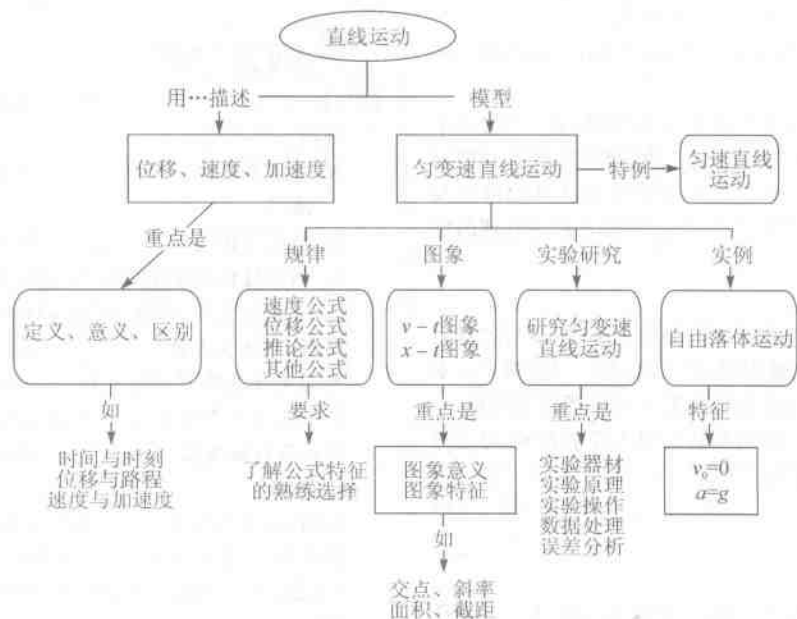 直线运动
用…描述
模型
位移、速度、加速度
匀变速直线运动
特例
匀速直线
运动
重点是
规律
图象
实验研究
实例
定义、意义、区别
速度公式
位移公式
推论公式
其他公式
v-t图象
x-t图象
研究匀变速
直线运动
自由落体运动
如
要求
重点是
重点是
特征
时间与时刻
位移与路程
速度与加速度
了解公式特征
的熟练选择
图象意义
图象特征
实验器材
实验原理
实验操作
数据处理
误差分析
v₀=0
a=g
如
交点、斜率
面积、截距